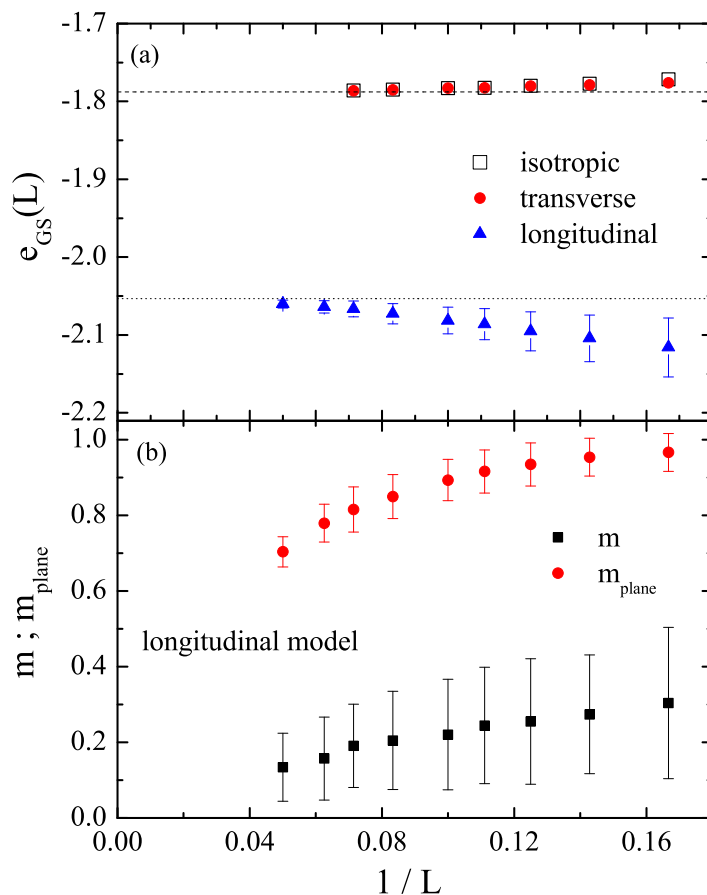 -1.7
(a)
-1.8
-1.9
-2.0
-2.1
-2.2
e_GS(L)
isotropic
transverse
longitudinal
1.0
(b)
0.8
0.6
0.4
0.2
0.0
m ; m_plane
m
m_plane
longitudinal model
0.00 0.04 0.08 0.12 0.16
1 / L